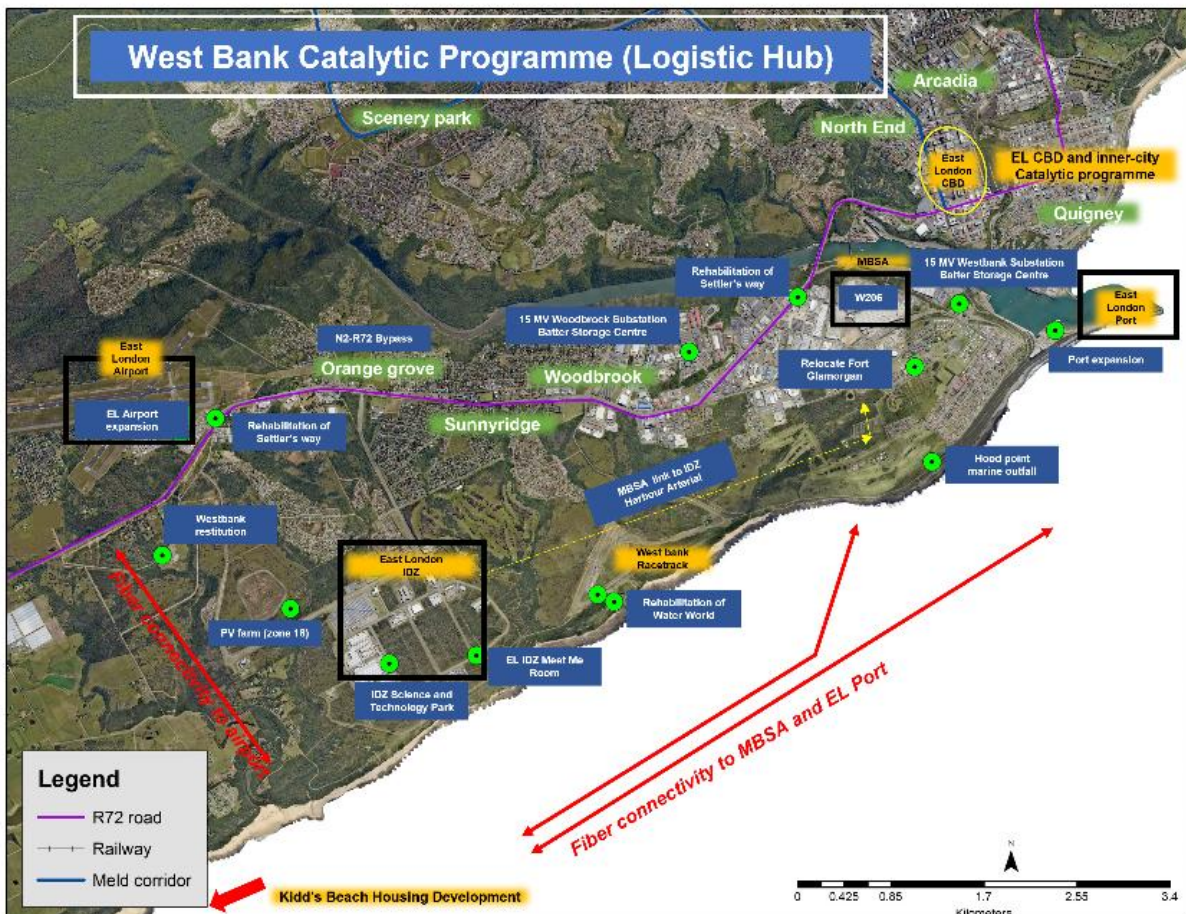 West Bank Catalytic Programme (Logistic Hub)
Arcadia
Scenery park
North End
East
London
CBD
EL CBD and inner-city
Catalytic programme
Quigney
MBSA
15 MV Westbank Substation
Batter Storage Centre
Rehabilitation of
Settler's way
W206
East
London
Port
15 MV Woodbrock Substation
Batter Storage Centre
N2-R72 Bypass
East
London
Airport
Orange grove
Woodbrook
Relocate Fort
Glamorgan
Port expansion
EL Airport
expansion
Rehabilitation of
Settler's way
Sunnyridge
Hood point
marine outfall
MBSA link to IDZ
Harbour Arterial
Westbank
restitution
East London
IDZ
West bank
Racetrack
Fiber connectivity to airport
PV farm (zone 18)
Rehabilitation of
Water World
EL IDZ Meet Me
Room
IDZ Science and
Technology Park
Fiber connectivity to MBSA and EL Port
Legend
R72 road
Railway
Meld corridor
Kidd's Beach Housing Development
N
0 0.425 0.85 1.7 2.55 3.4
Kilometers